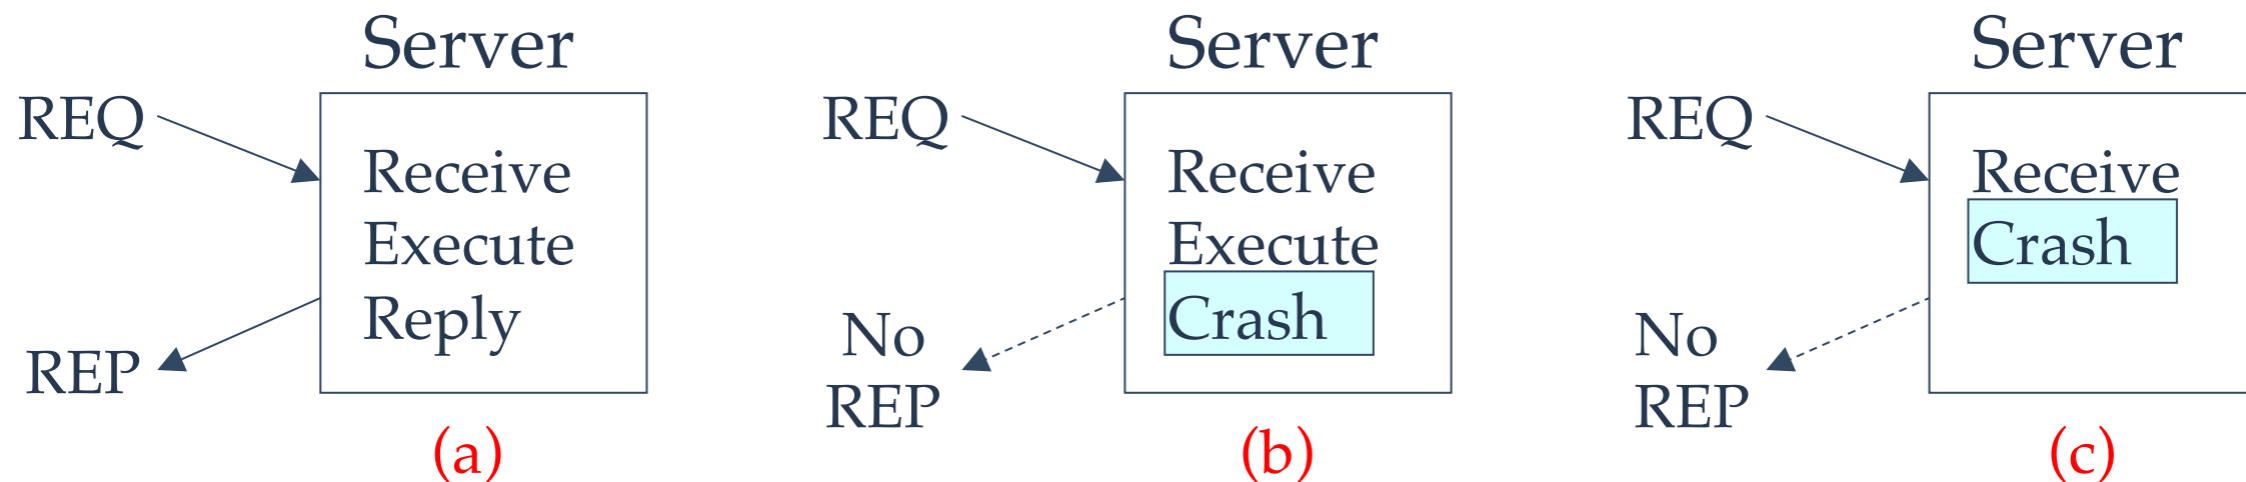 Server
REQ
Receive
Execute
Reply
REP
(a)
Server
REQ
Receive
Execute
Crash
No
REP
(b)
Server
REQ
Receive
Crash
No
REP
(c)